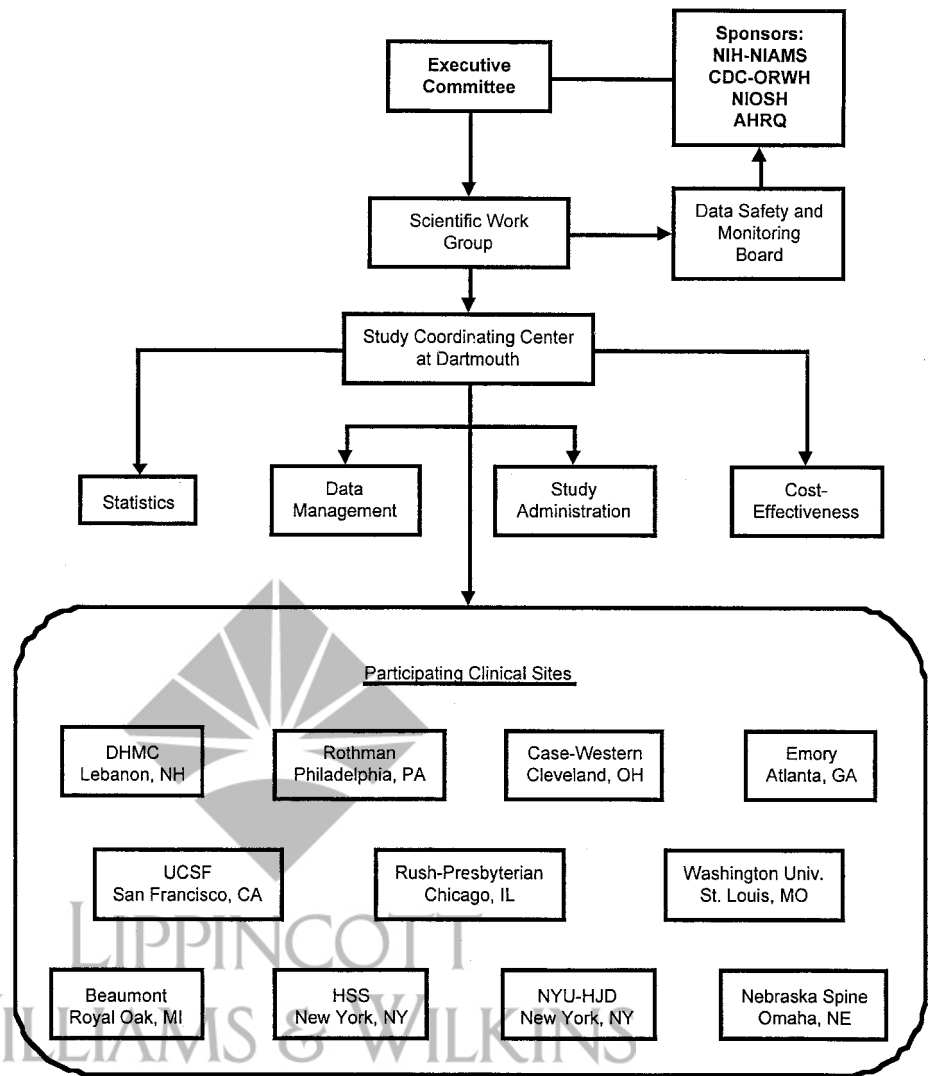 Executive
Committee
Sponsors:
NIH-NIAMS
CDC-ORWH
NIOSH
AHRQ
Scientific Work
Group
Data Safety and
Monitoring
Board
Study Coordinating Center
at Dartmouth
Statistics
Data
Management
Study
Administration
Cost-
Effectiveness
Participating Clinical Sites
DHMC
Lebanon, NH
Rothman
Philadelphia, PA
Case-Western
Cleveland, OH
Emory
Atlanta, GA
UCSF
San Francisco, CA
Rush-Presbyterian
Chicago, IL
Washington Univ.
St. Louis, MO
LIPPINCOTT
Beaumont
Royal Oak, MI
HSS
New York, NY
NYU-HJD
New York, NY
Nebraska Spine
Omaha, NE
WILLIAMS & WILKINS